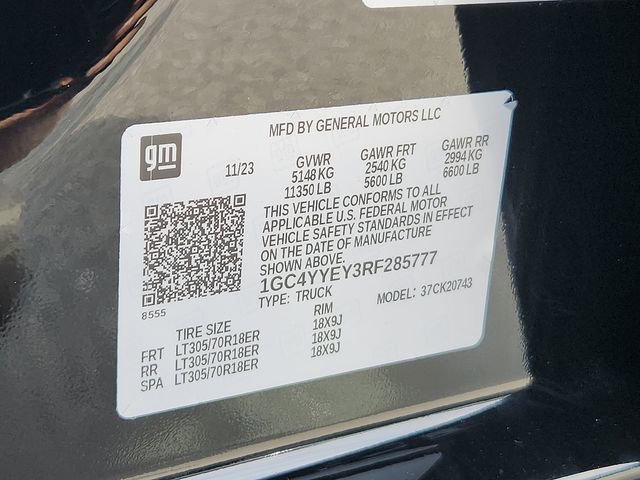 MFD BY GENERAL MOTORS LLC
gm
11/23
GVWR
5148 KG
11350 LB
GAWR FRT
2540 KG
5600 LB
GAWR RR
2994 KG
6600 LB
THIS VEHICLE CONFORMS TO ALL
APPLICABLE U.S. FEDERAL MOTOR
VEHICLE SAFETY STANDARDS IN EFFECT
ON THE DATE OF MANUFACTURE
SHOWN ABOVE.
1GC4YYEY3RF285777
TYPE: TRUCK
MODEL: 37CK20743
8555
TIRE SIZE RIM
FRT LT305/70R18ER 18X9J
RR LT305/70R18ER 18X9J
SPA LT305/70R18ER 18X9J